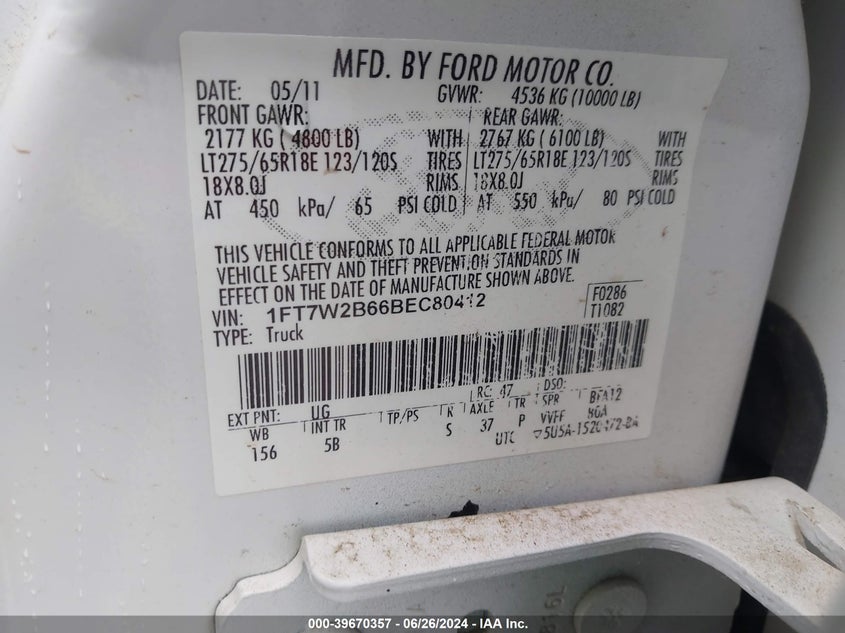 MFD. BY FORD MOTOR CO.
DATE: 05/11 GVWR: 4536 KG (10000 LB)
FRONT GAWR: REAR GAWR:
2177 KG ( 4800 LB) WITH 2767 KG ( 6100 LB) WITH
LT275/65R18E 123/120S TIRES LT275/65R18E 123/120S TIRES
18X8.0J RIMS 18X8.0J RIMS
AT 450 kPa/ 65 PSI COLD AT 550 kPa/ 80 PSI COLD
THIS VEHICLE CONFORMS TO ALL APPLICABLE FEDERAL MOTOR
VEHICLE SAFETY AND THEFT PREVENTION STANDARDS IN
EFFECT ON THE DATE OF MANUFACTURE SHOWN ABOVE.
VIN: 1FT7W2B66BEC80412 F0286
TYPE: Truck T1082
EXT PNT: UG RC: 47 DSO:
WB INT TR TP/PS R AXLE TR SPR BFA12
156 5B S 37 P VVFF BGA
UTC ▽5U5A-1520472-BA
000-39670357 - 06/26/2024 - IAA Inc.